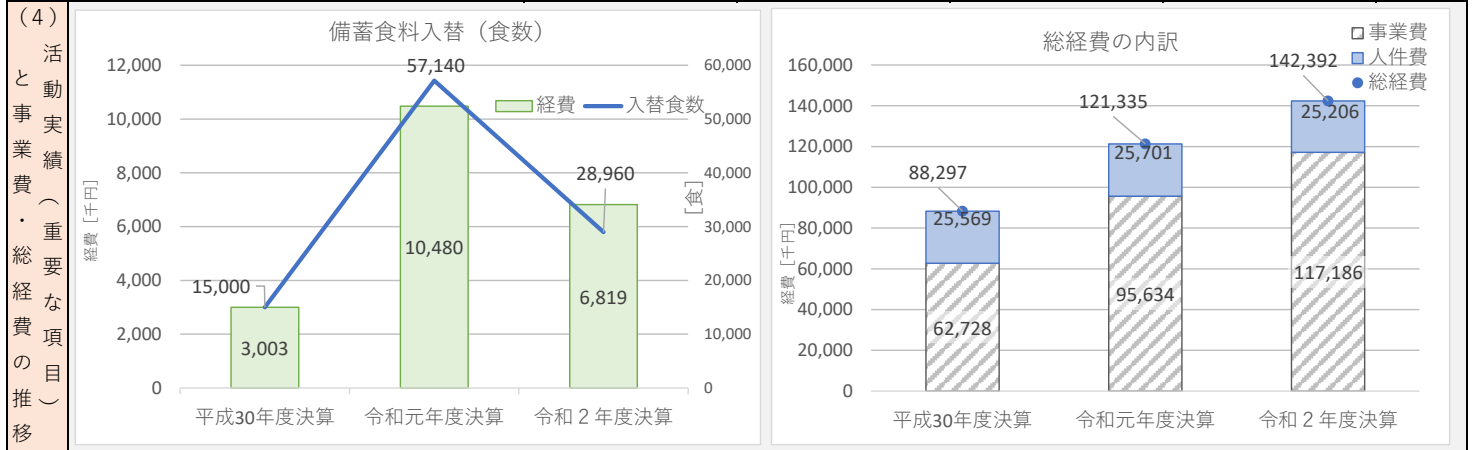 （4）活動実績（重要な項目）
と事業費・総経費の推移
備蓄食料入替（食数）
経費
入替食数
経費［千円］
12,000
10,000
8,000
6,000
4,000
2,000
0
［食］
60,000
50,000
40,000
30,000
20,000
10,000
0
15,000
57,140
28,960
3,003
10,480
6,819
平成30年度決算
令和元年度決算
令和２年度決算
総経費の内訳
事業費
人件費
総経費
経費［千円］
160,000
140,000
120,000
100,000
80,000
60,000
40,000
20,000
0
88,297
121,335
142,392
25,569
25,701
25,206
62,728
95,634
117,186
平成30年度決算
令和元年度決算
令和２年度決算